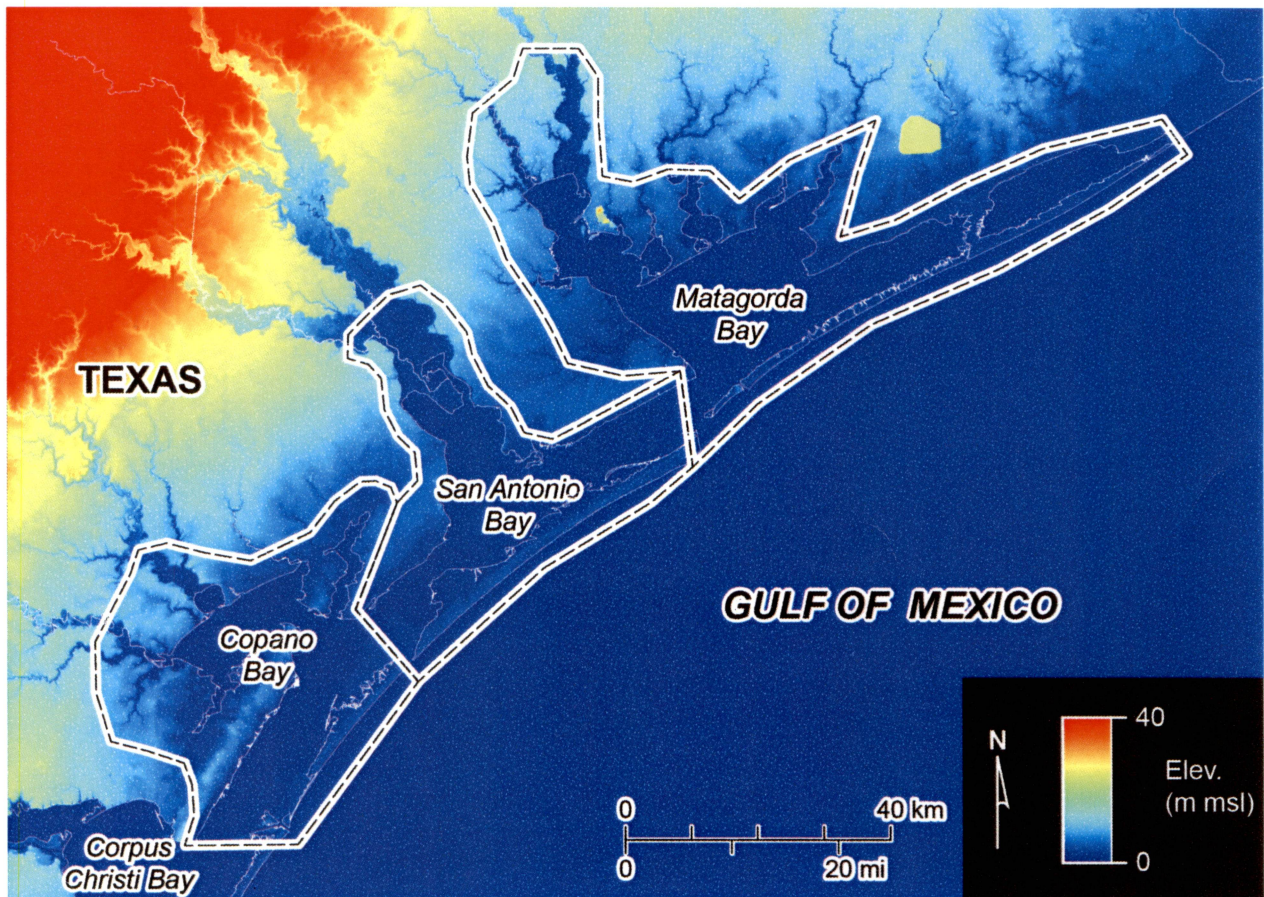 Matagorda
Bay
TEXAS
San Antonio
Bay
GULF OF MEXICO
Copano
Bay
Corpus
Christi Bay
0
40 km
0
20 mi
N
40
Elev.
(m msl)
0